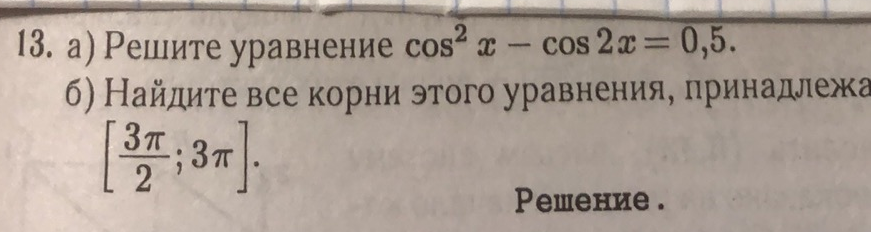 13. а) Решите уравнение cos² x − cos 2x = 0,5.
б) Найдите все корни этого уравнения, принадлежа
[3π/2; 3π].
Решение.